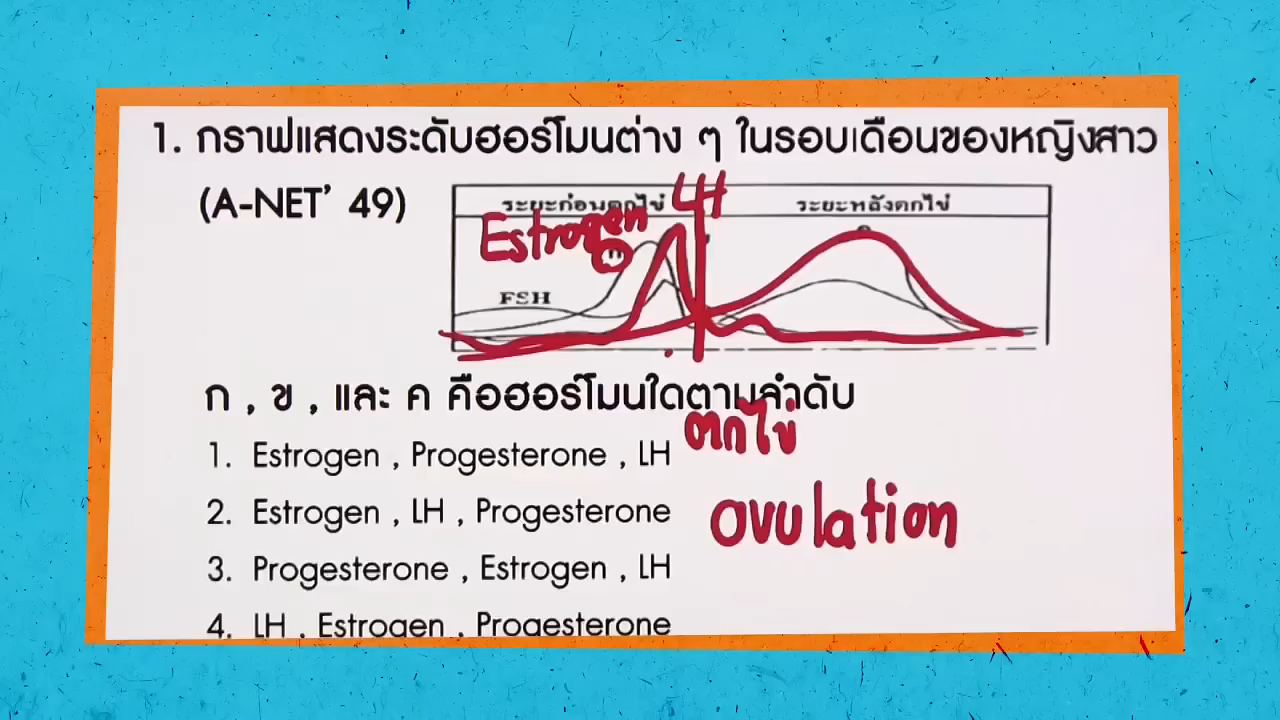 1. กราฟแสดงระดับฮอร์โมนต่าง ๆ ในรอบเดือนของหญิงสาว
(A-NET’ 49)
ระยะก่อนตกไข่ ระยะหลังตกไข่
LH
Estrogen
FSH
ก , ข , และ ค คือฮอร์โมนใดตามลำดับ
ตกไข่
1. Estrogen , Progesterone , LH
2. Estrogen , LH , Progesterone
ovulation
3. Progesterone , Estrogen , LH
4. LH , Estrogen , Progesterone